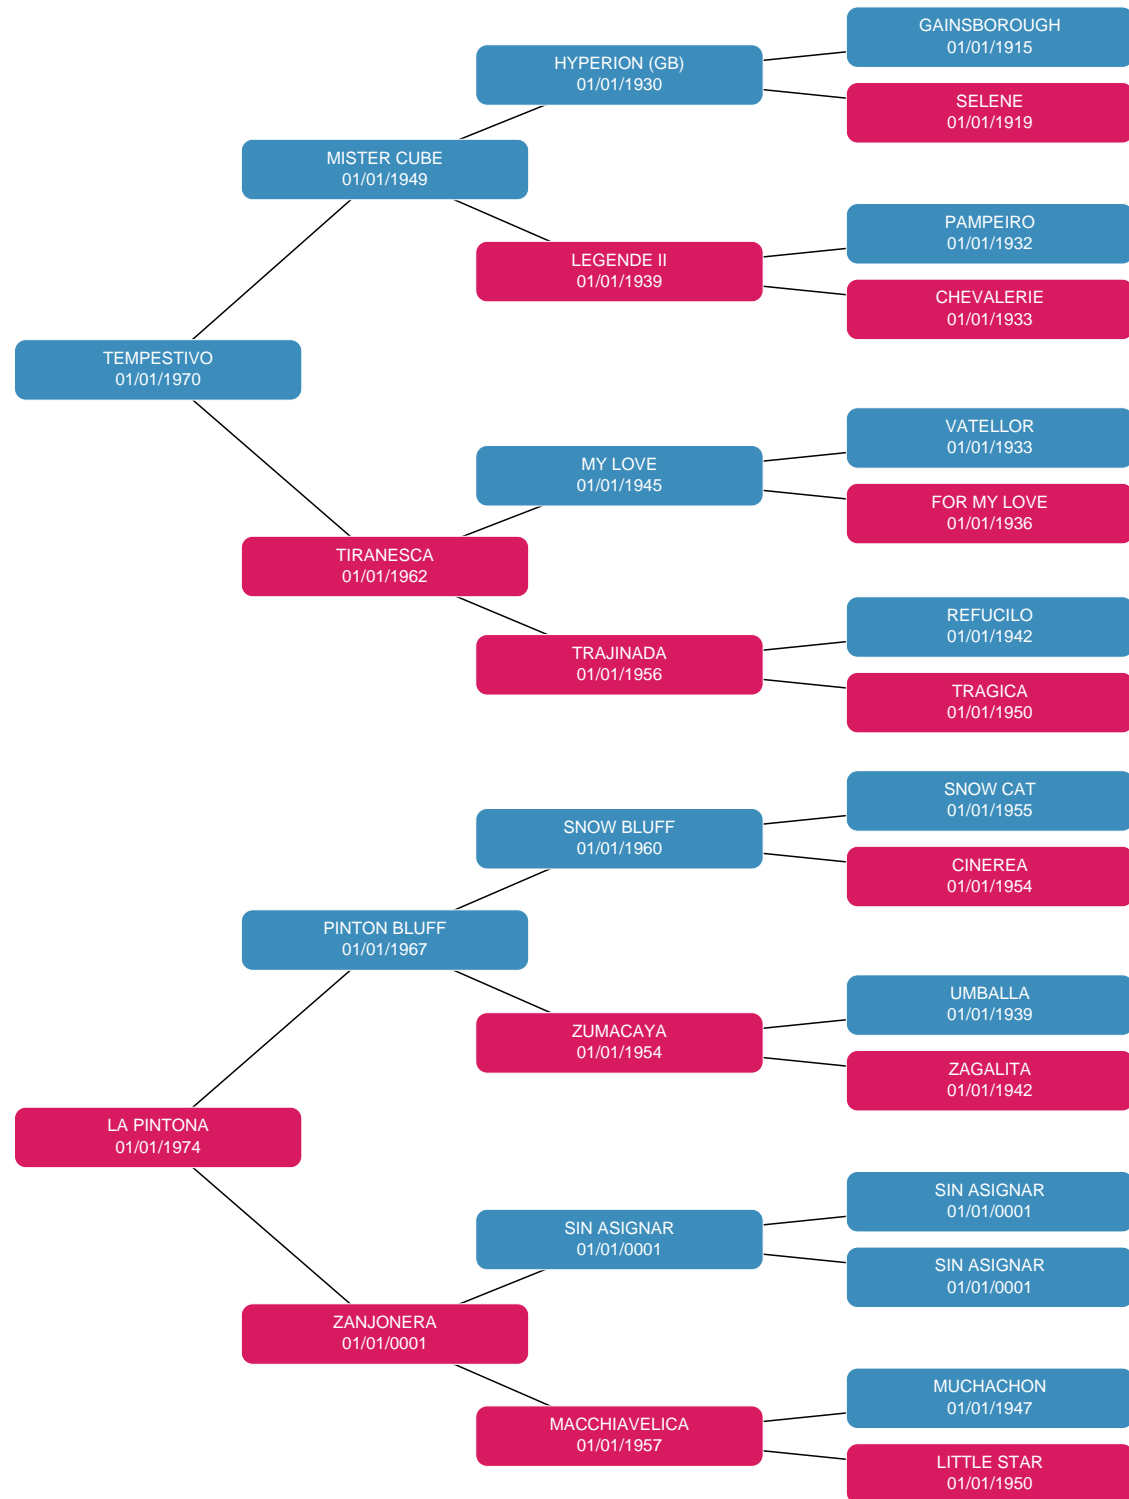 GAINSBOROUGH
01/01/1915
HYPERION (GB)
01/01/1930
SELENE
01/01/1919
MISTER CUBE
01/01/1949
PAMPEIRO
01/01/1932
LEGENDE II
01/01/1939
CHEVALERIE
01/01/1933
TEMPESTIVO
01/01/1970
VATELLOR
01/01/1933
MY LOVE
01/01/1945
FOR MY LOVE
01/01/1936
TIRANESCA
01/01/1962
REFUCILO
01/01/1942
TRAJINADA
01/01/1956
TRAGICA
01/01/1950
SNOW CAT
01/01/1955
SNOW BLUFF
01/01/1960
CINEREA
01/01/1954
PINTON BLUFF
01/01/1967
UMBALLA
01/01/1939
ZUMACAYA
01/01/1954
ZAGALITA
01/01/1942
LA PINTONA
01/01/1974
SIN ASIGNAR
01/01/0001
SIN ASIGNAR
01/01/0001
SIN ASIGNAR
01/01/0001
ZANJONERA
01/01/0001
MUCHACHON
01/01/1947
MACCHIAVELICA
01/01/1957
LITTLE STAR
01/01/1950